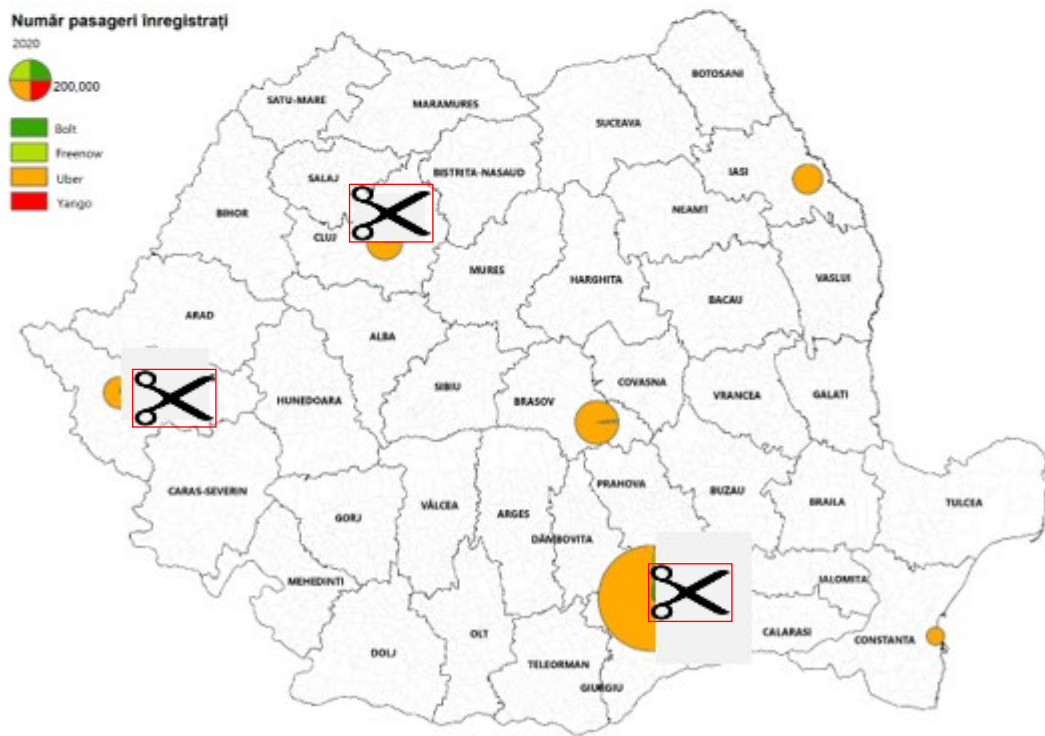 Număr pasageri înregistrați
2020
200,000
Bolt
Freenow
Uber
Yango
BOTOSANI
SATU-MARE
MARAMURES
SUCEAVA
SALAJ
BISTRITA-NASAUD
IASI
BIHOR
NEAMT
CLUJ
MURES
HARGHITA
VASLUI
BACAU
ARAD
ALBA
SIBIU
COVASNA
BRASOV
HUNEDOARA
VRANCEA
GALATI
CARAS-SEVERIN
PRAHOVA
BUZAU
BRAILA
TULCEA
VÂLCEA
GORJ
ARGES
DÂMBOVITA
MEHEDINTI
IALOMITA
CALARASI
CONSTANTA
OLT
DOLJ
TELEORMAN
GIURGIU